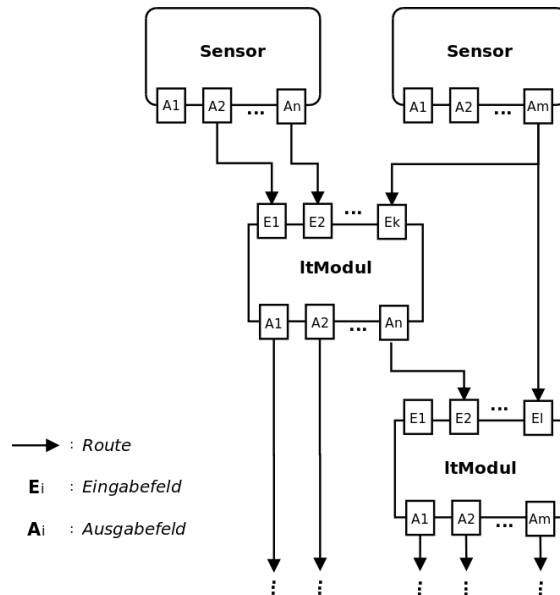 Sensor
Sensor
A1 A2 ... An
A1 A2 ... Am
E1 E2 ... Ek
ltModul
A1 A2 ... An
E1 E2 ... El
ltModul
: Route
Ei : Eingabefeld
Ai : Ausgabefeld
A1 A2 ... Am